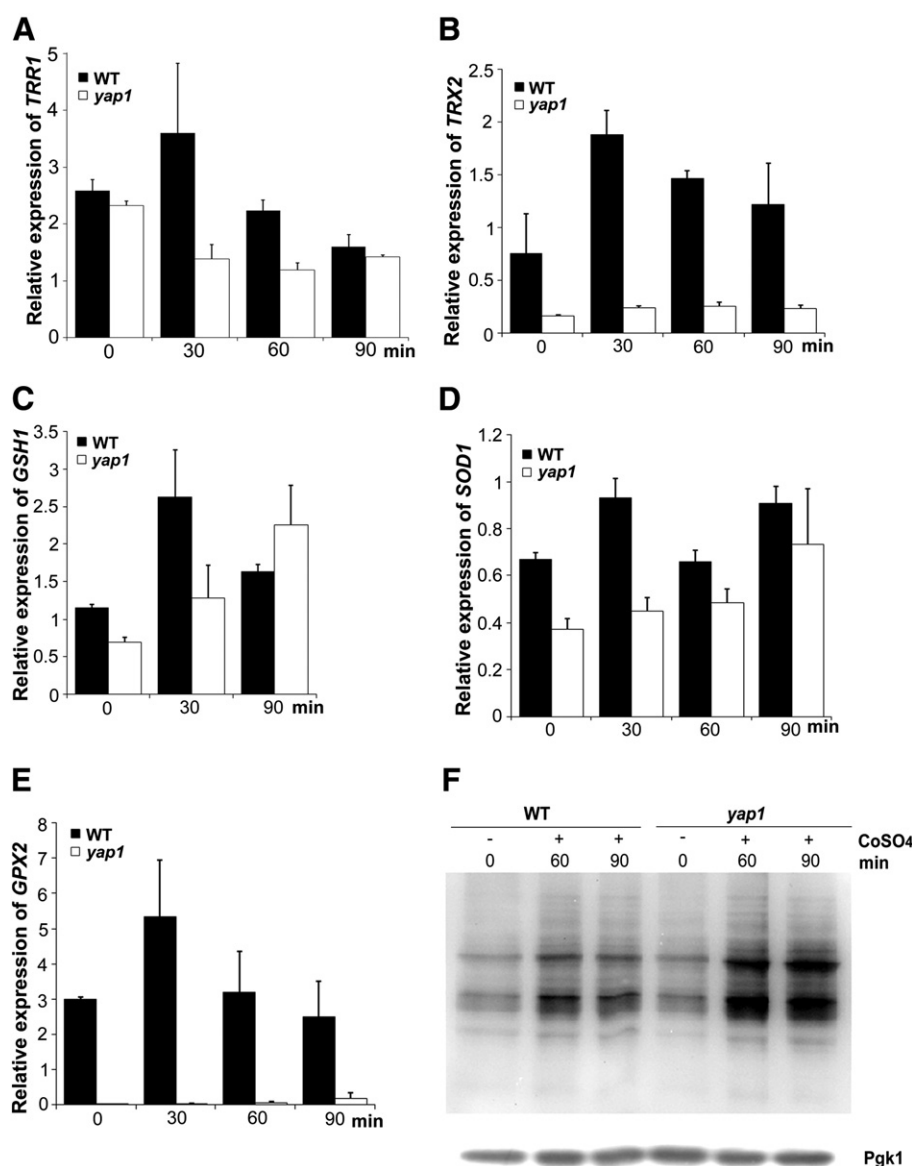 A
Relative expression of TRR1
WT
yap1
5
4
3
2
1
0
0 30 60 90 min
B
Relative expression of TRX2
WT
yap1
2.5
2
1.5
1
0.5
0
0 30 60 90 min
C
Relative expression of GSH1
WT
yap1
3.5
3
2.5
2
1.5
1
0.5
0
0 30 90 min
D
Relative expression of SOD1
WT
yap1
1.2
1
0.8
0.6
0.4
0.2
0
0 30 60 90 min
E
Relative expression of GPX2
WT
yap1
8
7
6
5
4
3
2
1
0
0 30 60 90 min
F
WT yap1
- + + - + + CoSO4
0 60 90 0 60 90 min
Pgk1